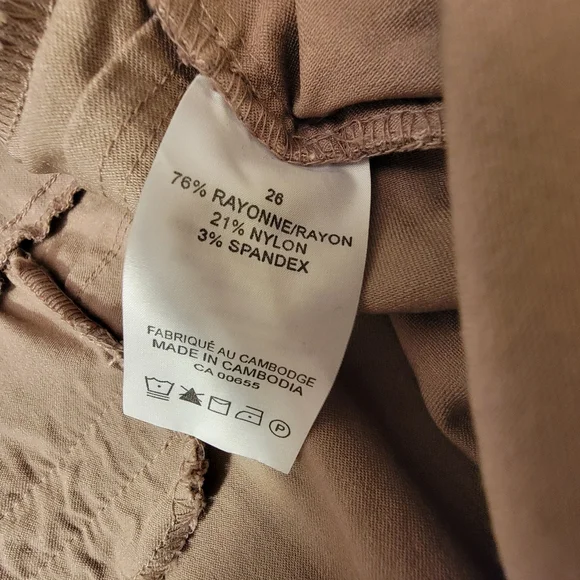 26
76% RAYONNE/RAYON
21% NYLON
3% SPANDEX
FABRIQUÉ AU CAMBODGE
MADE IN CAMBODIA
CA 00655
P